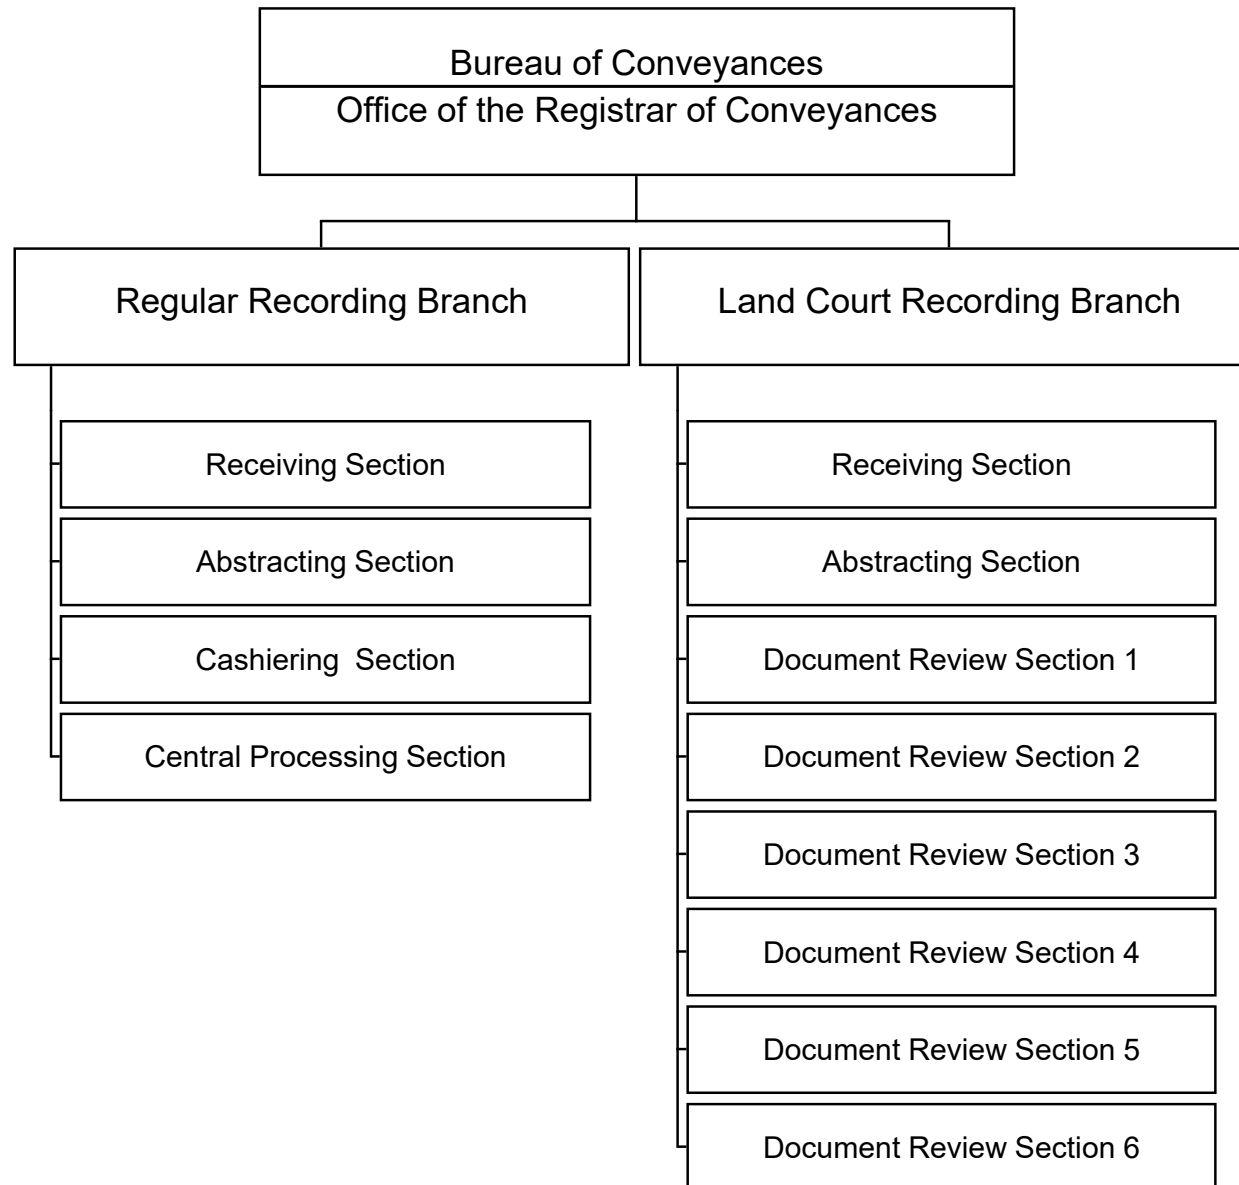 Bureau of Conveyances
Office of the Registrar of Conveyances
Regular Recording Branch
Land Court Recording Branch
Receiving Section
Abstracting Section
Cashiering  Section
Central Processing Section
Receiving Section
Abstracting Section
Document Review Section 1
Document Review Section 2
Document Review Section 3
Document Review Section 4
Document Review Section 5
Document Review Section 6